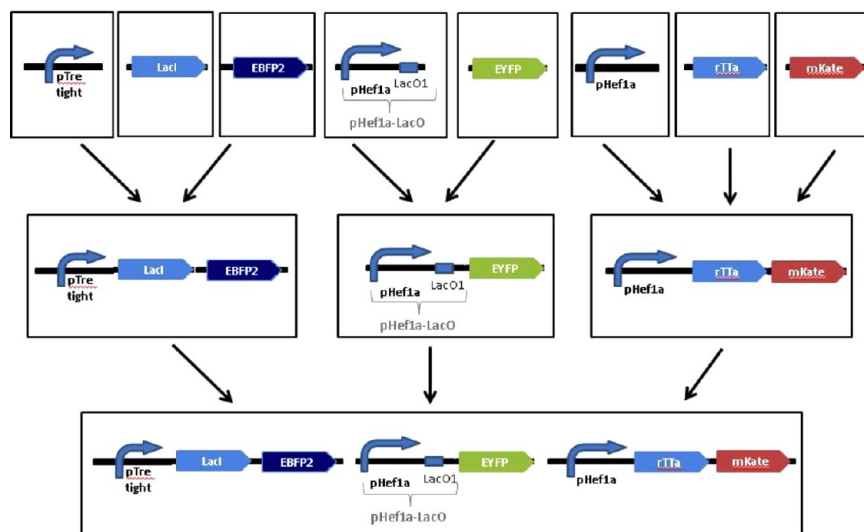 pTre
tight
LacI
EBFP2
pHef1a
LacO1
pHef1a-LacO
EYFP
pHef1a
rTTa
mKate
pTre
tight
LacI
EBFP2
pHef1a
LacO1
pHef1a-LacO
EYFP
pHef1a
rTTa
mKate
pTre
tight
LacI
EBFP2
pHef1a
LacO1
pHef1a-LacO
EYFP
pHef1a
rTTa
mKate